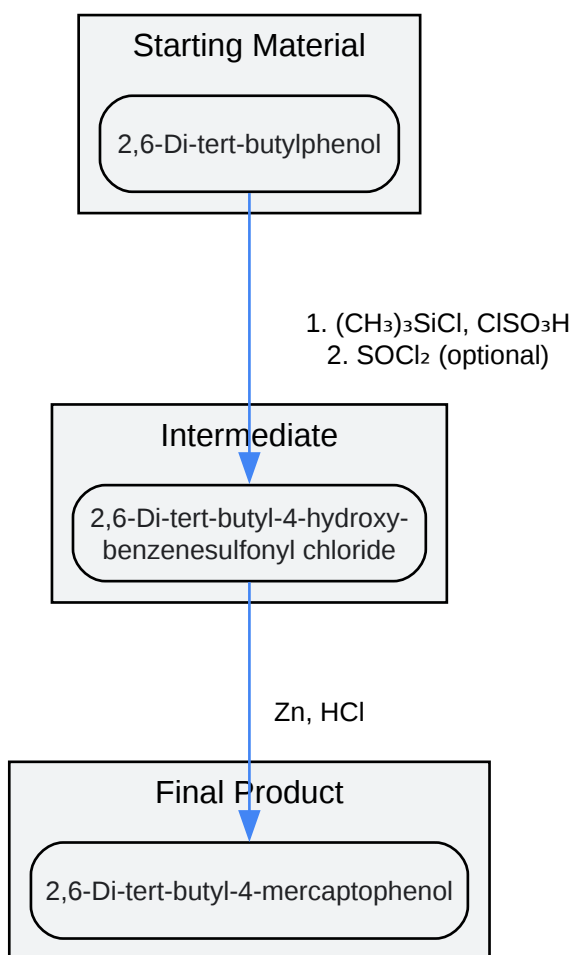 Starting Material
2,6-Di-tert-butylphenol
1. (CH₃)₃SiCl, ClSO₃H
2. SOCl₂ (optional)
Intermediate
2,6-Di-tert-butyl-4-hydroxy-
benzenesulfonyl chloride
Zn, HCl
Final Product
2,6-Di-tert-butyl-4-mercaptophenol